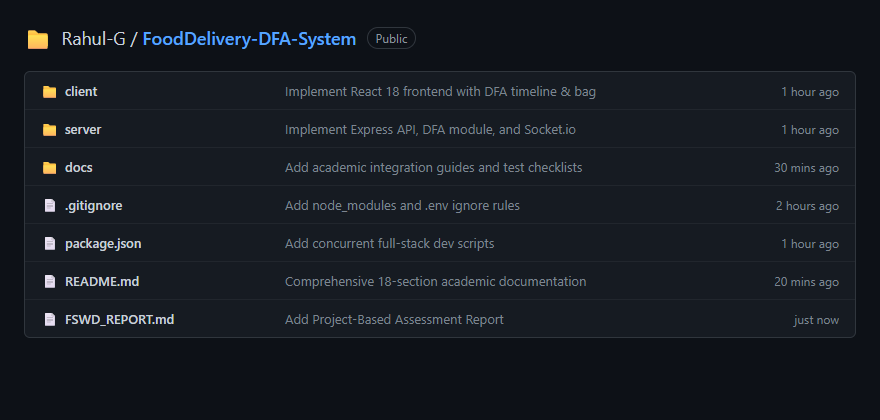 Rahul-G / FoodDelivery-DFA-System Public
client Implement React 18 frontend with DFA timeline & bag 1 hour ago
server Implement Express API, DFA module, and Socket.io 1 hour ago
docs Add academic integration guides and test checklists 30 mins ago
.gitignore Add node_modules and .env ignore rules 2 hours ago
package.json Add concurrent full-stack dev scripts 1 hour ago
README.md Comprehensive 18-section academic documentation 20 mins ago
FSWD_REPORT.md Add Project-Based Assessment Report just now